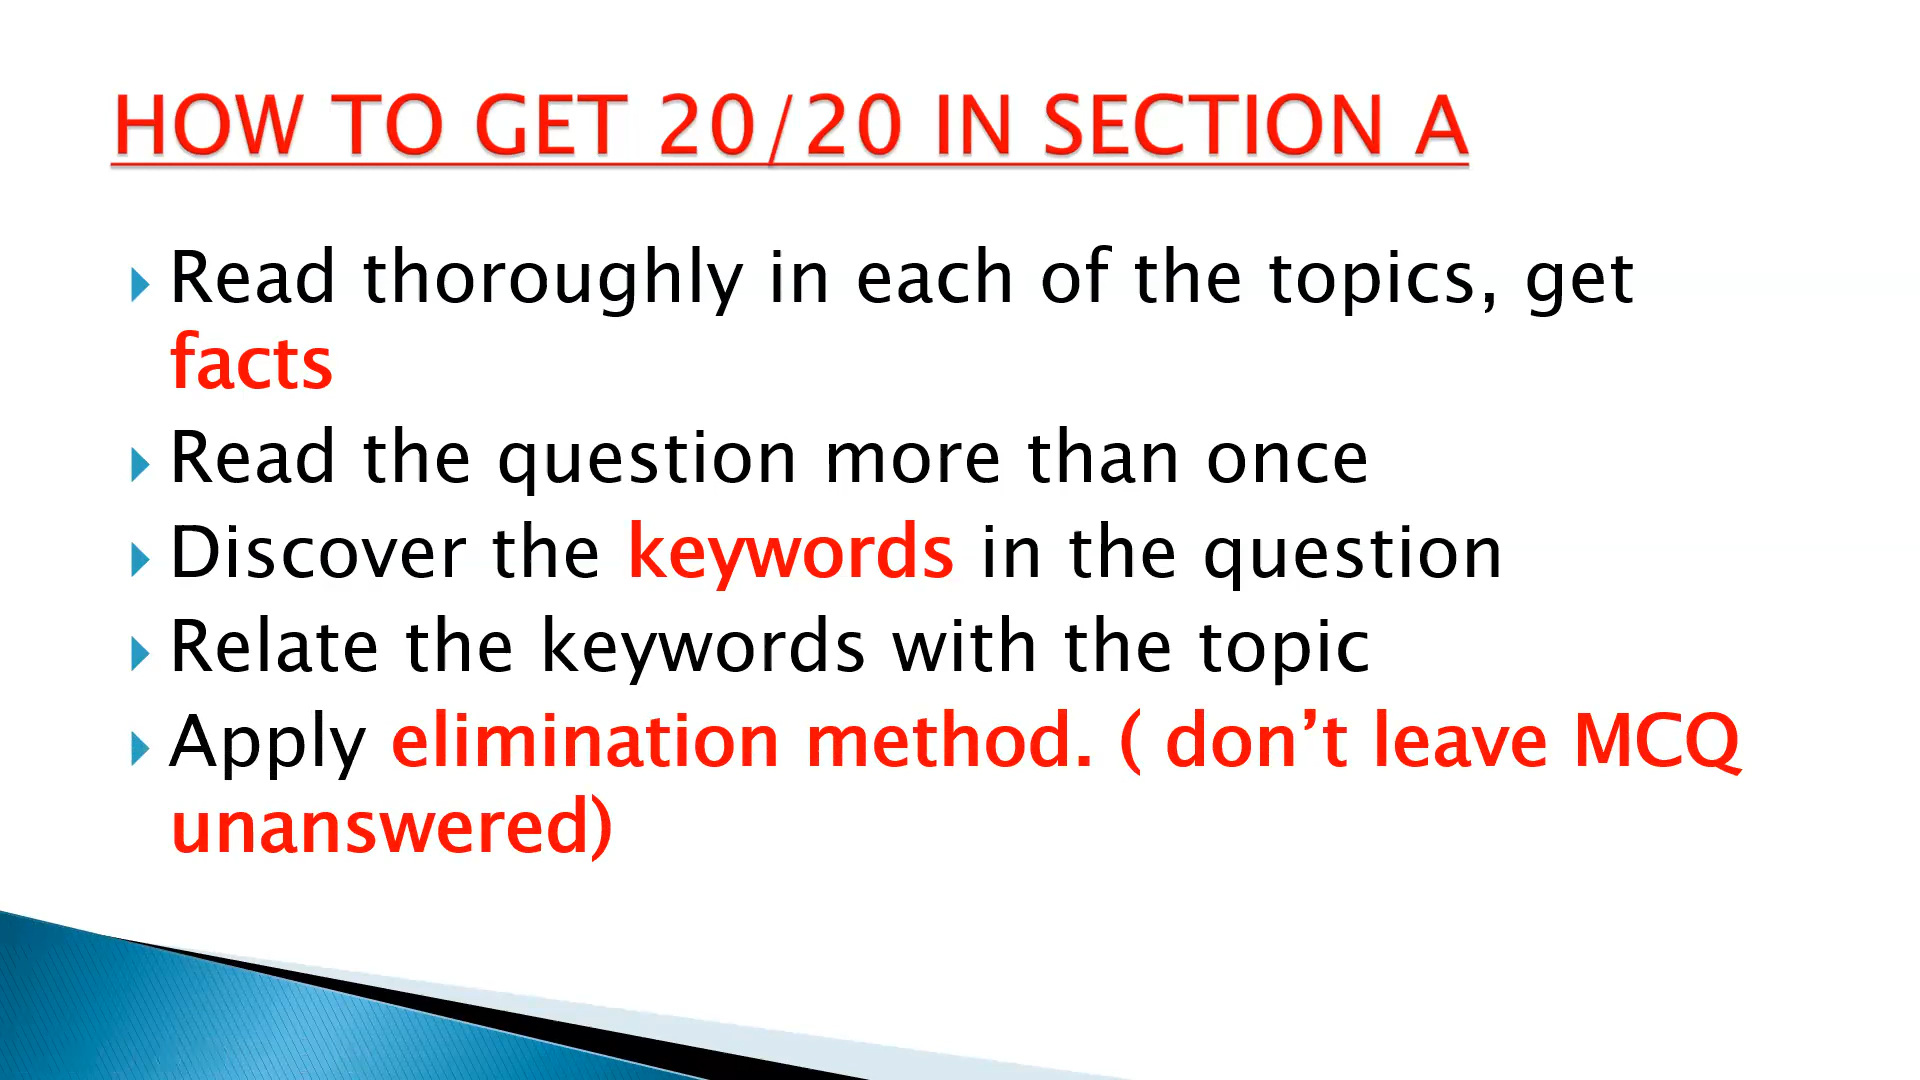 HOW TO GET 20/20 IN SECTION A
Read thoroughly in each of the topics, get
facts
Read the question more than once
Discover the keywords in the question
Relate the keywords with the topic
Apply elimination method. ( don’t leave MCQ
unanswered)